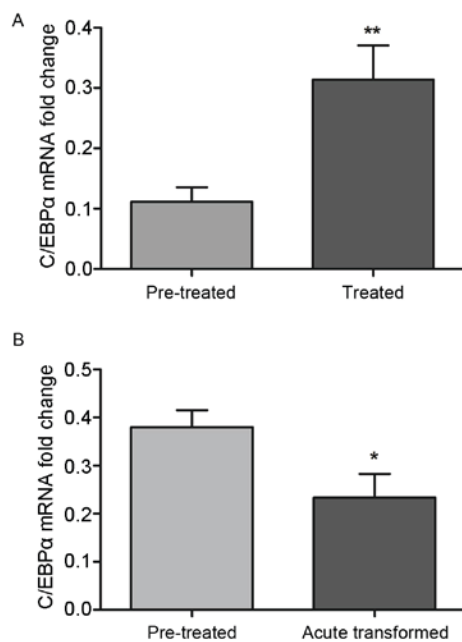 A
C/EBPα mRNA fold change
0.4
0.3
0.2
0.1
0.0
**
Pre-treated Treated
B
C/EBPα mRNA fold change
0.5
0.4
0.3
0.2
0.1
0.0
*
Pre-treated Acute transformed